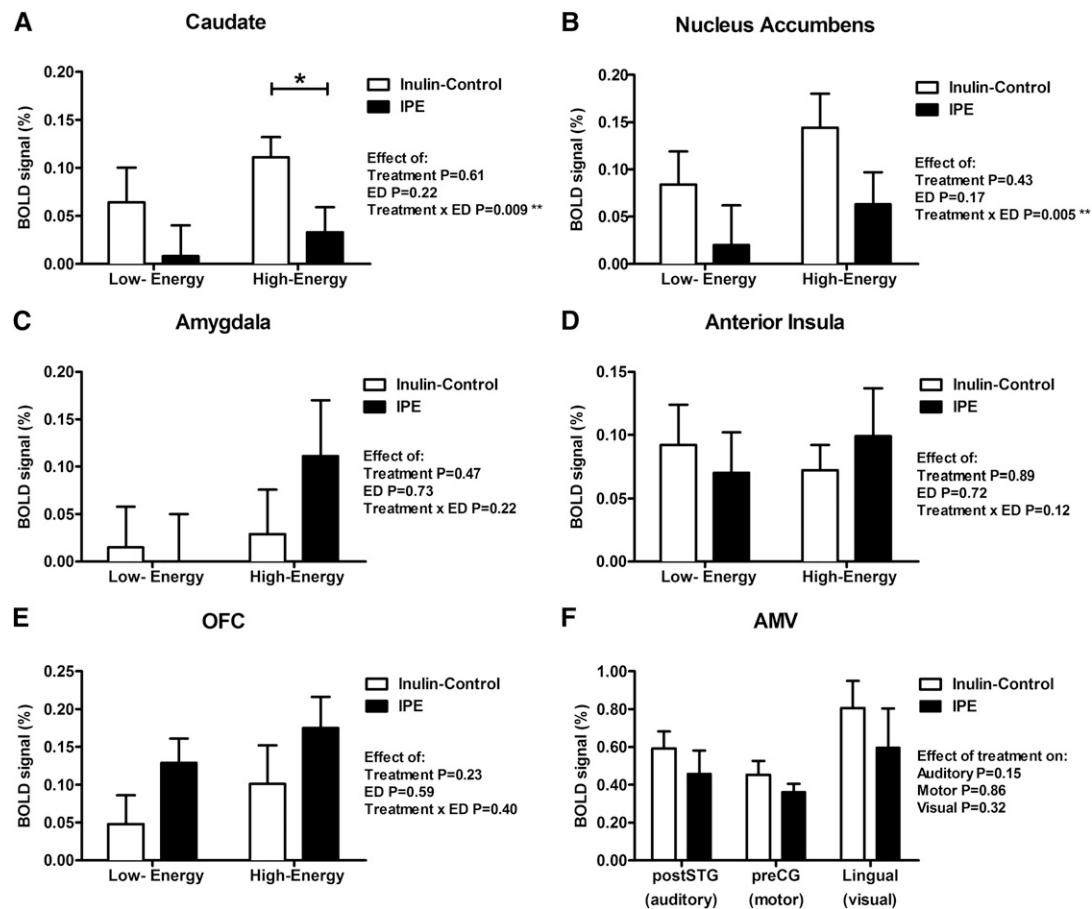 A
Caudate
BOLD signal (%)
0.20
0.15
0.10
0.05
0.00
*
Inulin-Control
IPE
Effect of:
Treatment P=0.61
ED P=0.22
Treatment x ED P=0.009 **
Low- Energy
High-Energy
B
Nucleus Accumbens
BOLD signal (%)
0.20
0.15
0.10
0.05
0.00
Inulin-Control
IPE
Effect of:
Treatment P=0.43
ED P=0.17
Treatment x ED P=0.005 **
Low- Energy
High-Energy
C
Amygdala
BOLD signal (%)
0.20
0.15
0.10
0.05
0.00
Inulin-Control
IPE
Effect of:
Treatment P=0.47
ED P=0.73
Treatment x ED P=0.22
Low- Energy
High-Energy
D
Anterior Insula
BOLD signal (%)
0.15
0.10
0.05
0.00
Inulin-Control
IPE
Effect of:
Treatment P=0.89
ED P=0.72
Treatment x ED P=0.12
Low- Energy
High-Energy
E
OFC
BOLD signal (%)
0.25
0.20
0.15
0.10
0.05
0.00
Inulin-Control
IPE
Effect of:
Treatment P=0.23
ED P=0.59
Treatment x ED P=0.40
Low- Energy
High-Energy
F
AMV
BOLD signal (%)
1.00
0.80
0.60
0.40
0.20
0.00
Inulin-Control
IPE
Effect of treatment on:
Auditory P=0.15
Motor P=0.86
Visual P=0.32
postSTG
(auditory)
preCG
(motor)
Lingual
(visual)